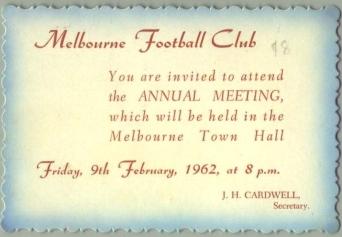 Melbourne Football Club
You are invited to attend
the ANNUAL MEETING,
which will be held in the
Melbourne Town Hall
Friday, 9th February, 1962, at 8 p.m.
J. H. CARDWELL,
Secretary.